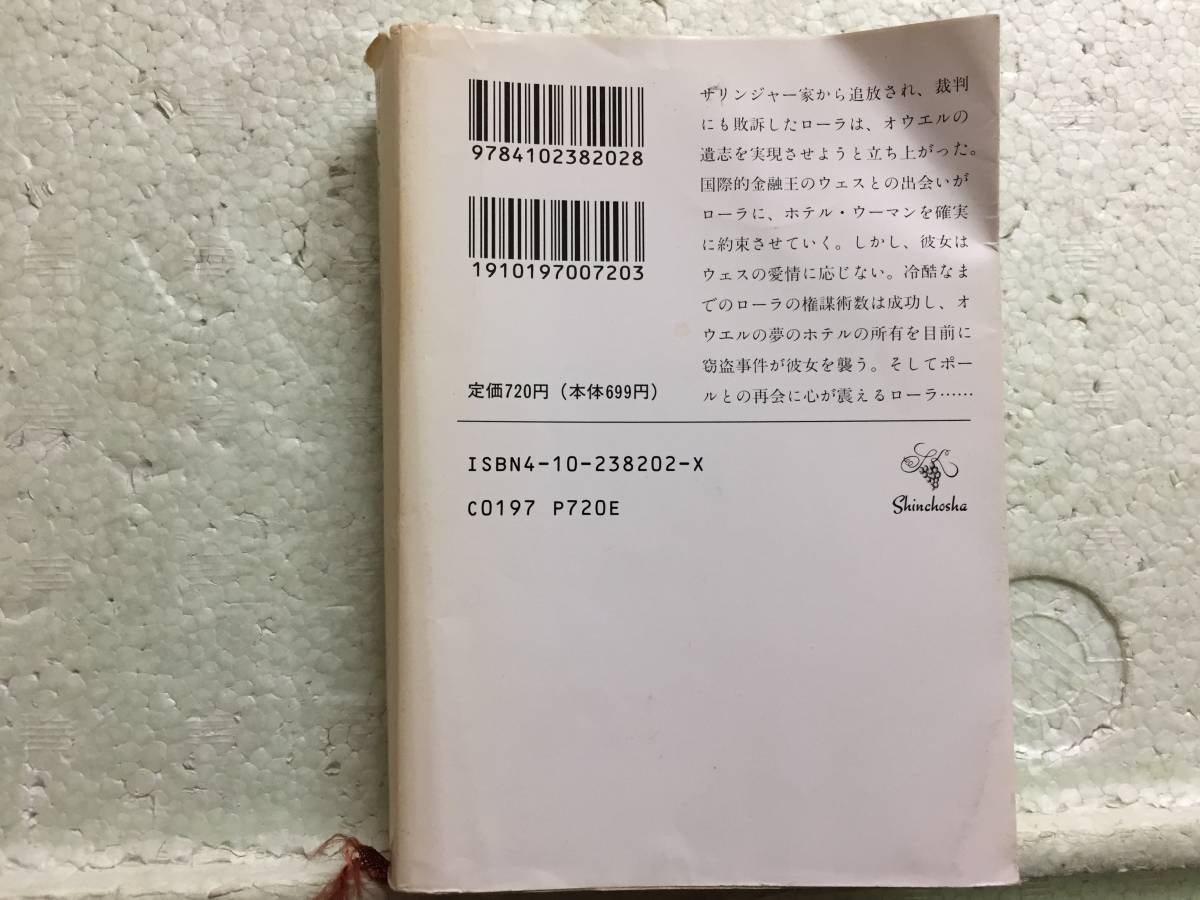 9784102382028
1910197007203
定価720円（本体699円）
サリンジャー家から追放され、裁判
にも敗訴したローラは、オウエルの
遺志を実現させようと立ち上がった。
国際的金融王のウェスとの出会いが
ローラに、ホテル・ウーマンを確実
に約束させていく。しかし、彼女は
ウェスの愛情に応じない。冷酷なま
でのローラの権謀術数は成功し、オ
ウエルの夢のホテルの所有を目前に
窃盗事件が彼女を襲う。そしてポー
ルとの再会に心が震えるローラ……
ISBN4-10-238202-X
C0197 P720E
Shinchosha